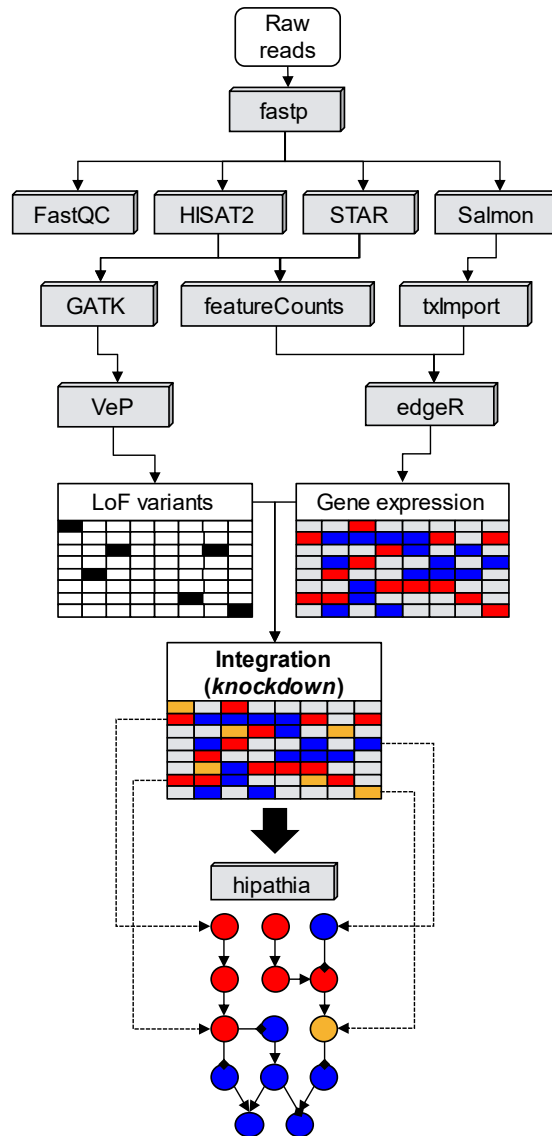 Raw
reads
fastp
FastQC
HISAT2
STAR
Salmon
GATK
featureCounts
txImport
VeP
edgeR
LoF variants
Gene expression
Integration
(knockdown)
hipathia